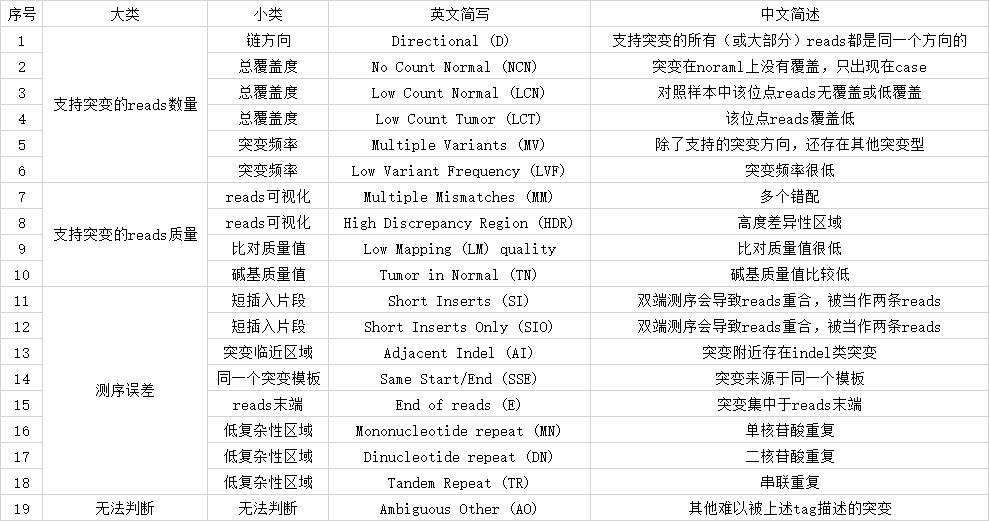 序号 大类 小类 英文简写 中文简述
1 支持突变的reads数量 链方向 Directional (D) 支持突变的所有（或大部分）reads都是同一个方向的
2 总覆盖度 No Count Normal (NCN) 突变在noraml上没有覆盖，只出现在case
3 总覆盖度 Low Count Normal (LCN) 对照样本中该位点reads无覆盖或低覆盖
4 总覆盖度 Low Count Tumor (LCT) 该位点reads覆盖低
5 突变频率 Multiple Variants (MV) 除了支持的突变方向，还存在其他突变型
6 突变频率 Low Variant Frequency (LVF) 突变频率很低
7 支持突变的reads质量 reads可视化 Multiple Mismatches (MM) 多个错配
8 reads可视化 High Discrepancy Region (HDR) 高度差异性区域
9 比对质量值 Low Mapping (LM) quality 比对质量值很低
10 碱基质量值 Tumor in Normal (TN) 碱基质量值比较低
11 测序误差 短插入片段 Short Inserts (SI) 双端测序会导致reads重合，被当作两条reads
12 短插入片段 Short Inserts Only (SIO) 双端测序会导致reads重合，被当作两条reads
13 突变临近区域 Adjacent Indel (AI) 突变附近存在indel类突变
14 同一个突变模板 Same Start/End (SSE) 突变来源于同一个模板
15 reads末端 End of reads (E) 突变集中于reads末端
16 低复杂性区域 Mononucleotide repeat (MN) 单核苷酸重复
17 低复杂性区域 Dinucleotide repeat (DN) 二核苷酸重复
18 低复杂性区域 Tandem Repeat (TR) 串联重复
19 无法判断 无法判断 Ambiguous Other (AO) 其他难以被上述tag描述的突变